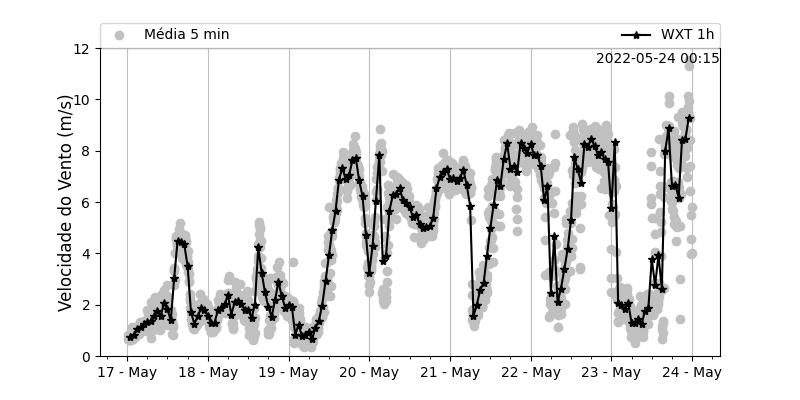 Média 5 min
WXT 1h
2022-05-24 00:15
Velocidade do Vento (m/s)
12
10
8
6
4
2
0
17 - May
18 - May
19 - May
20 - May
21 - May
22 - May
23 - May
24 - May